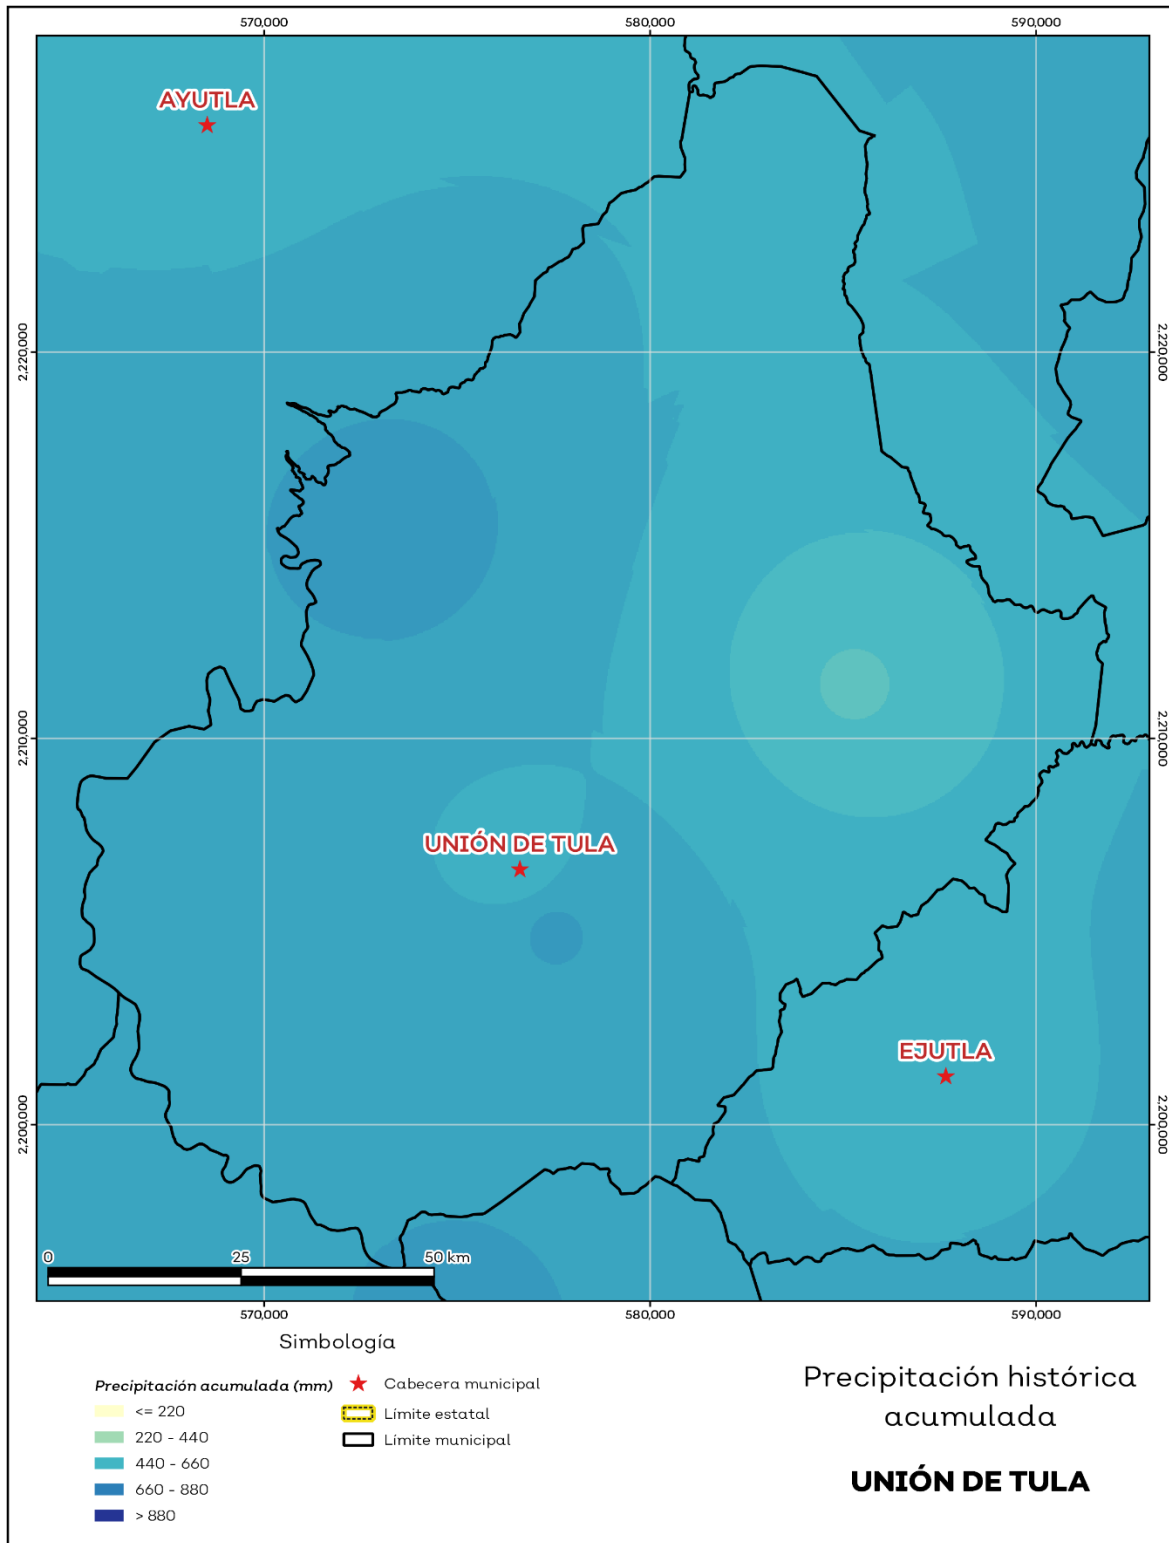 570,000
580,000
590,000
AYUTLA
2,220,000
2,220,000
2,210,000
2,210,000
UNIÓN DE TULA
EJUTLA
2,200,000
2,200,000
0 25 50 km
570,000
580,000
590,000
Simbología
Precipitación acumulada (mm)
<= 220
220 - 440
440 - 660
660 - 880
> 880
Cabecera municipal
Límite estatal
Límite municipal
Precipitación histórica
acumulada
UNIÓN DE TULA